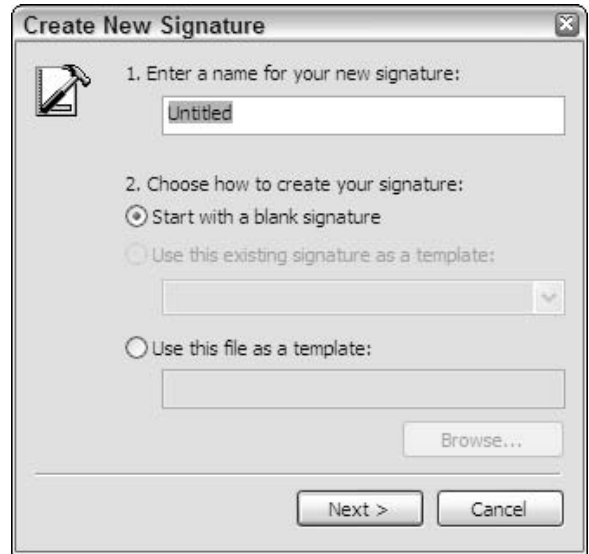 Create New Signature
1. Enter a name for your new signature:
Untitled
2. Choose how to create your signature:
Start with a blank signature
Use this existing signature as a template:
Use this file as a template:
Browse...
Next >
Cancel